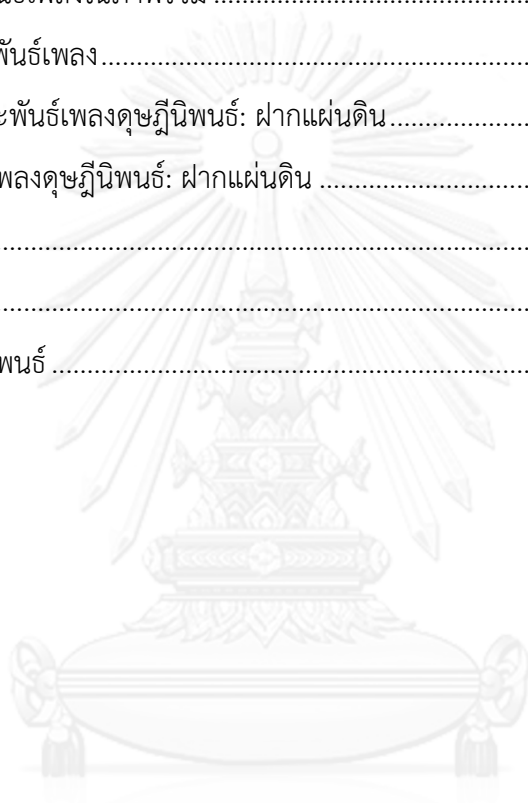 พันธ์เพลง..........................................................
ะพันธ์เพลงดุษฎีนิพนธ์: ฝากแผ่นดิน....................
พลงดุษฎีนิพนธ์: ฝากแผ่นดิน ..............................
..........................................................................
..........................................................................
พนธ์ ..................................................................